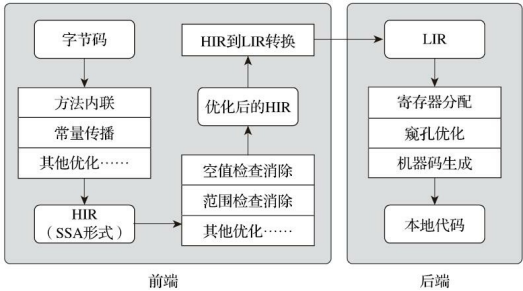 字节码
方法内联
常量传播
其他优化……
HIR
（SSA形式）
HIR到LIR转换
优化后的HIR
空值检查消除
范围检查消除
其他优化……
前端
LIR
寄存器分配
窥孔优化
机器码生成
本地代码
后端